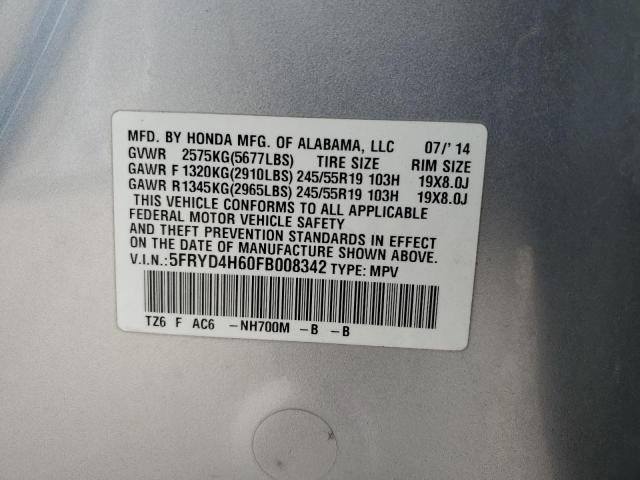 MFD. BY HONDA MFG. OF ALABAMA, LLC 07/' 14
GVWR 2575KG(5677LBS) TIRE SIZE RIM SIZE
GAWR F 1320KG(2910LBS) 245/55R19 103H 19X8.0J
GAWR R1345KG(2965LBS) 245/55R19 103H 19X8.0J
THIS VEHICLE CONFORMS TO ALL APPLICABLE
FEDERAL MOTOR VEHICLE SAFETY
AND THEFT PREVENTION STANDARDS IN EFFECT
ON THE DATE OF MANUFACTURE SHOWN ABOVE.
V.I.N.:5FRYD4H60FB008342 TYPE: MPV
TZ6 F AC6 -NH700M -B -B